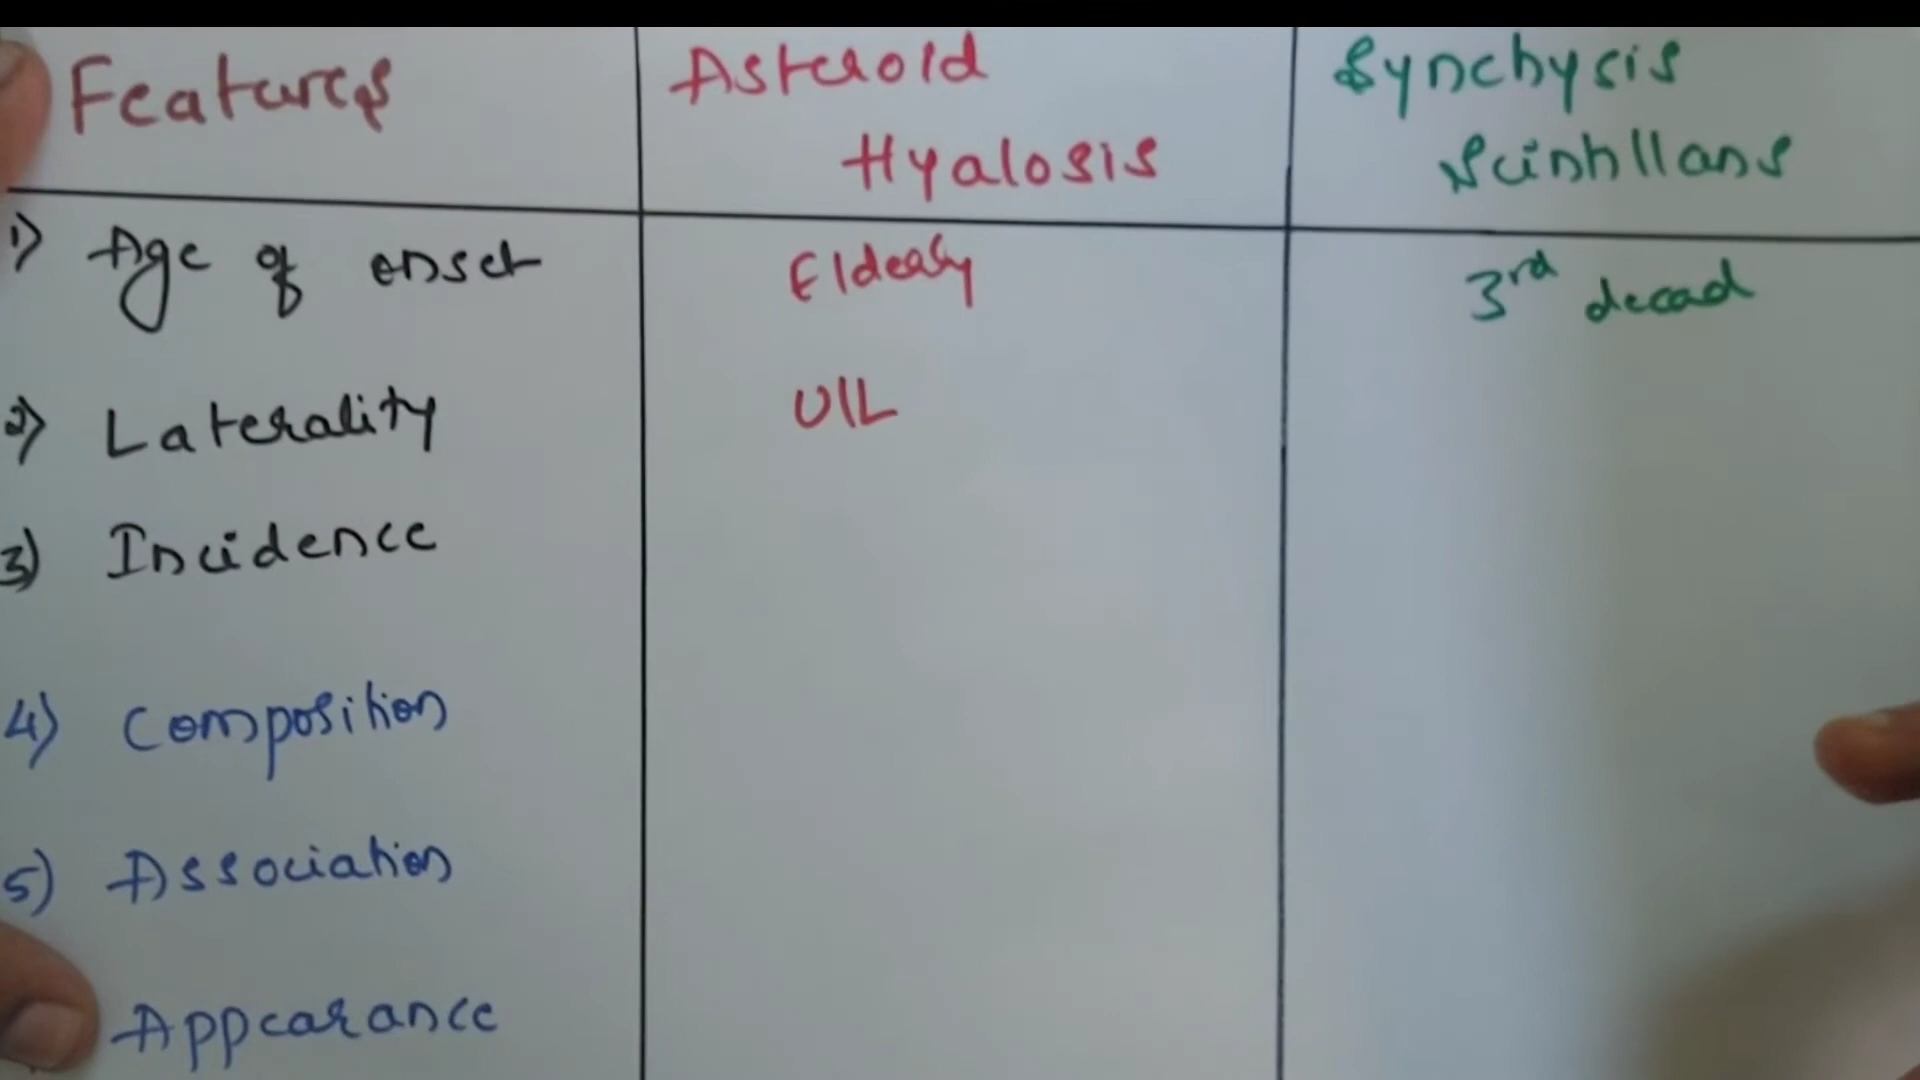 Features
Asteroid
Hyalosis
Synchysis
Scintillans
1) Age of onset
Elderly
3rd decad
2) Laterality
U/L
3) Incidence
4) Composition
5) Association
Appearance